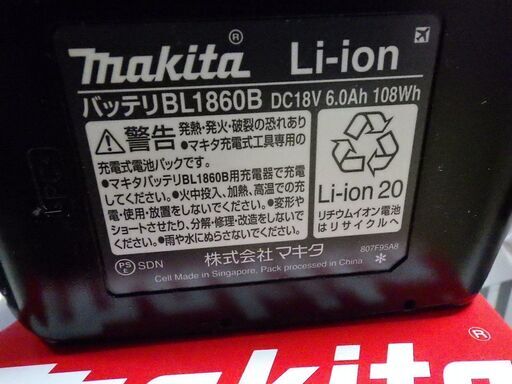 makita® Li-ion
バッテリBL1860B DC18V 6.0Ah 108Wh
警告 発熱・発火・破裂の恐れあり
●マキタ充電式工具専用の
充電式電池パックです。
●マキタバッテリBL1860B用充電器で充電
してください。●火中投入、加熱、高温での充
電・使用・放置をしないでください。●変形や
ショートさせたり、分解・修理・改造をしないで
ください。●雨や水にぬらさないでください。
Li-ion 20
リチウムイオン電池
はリサイクルへ
PS E SDN 株式会社 マキタ 807F95A8
Cell Made in Singapore, Pack processed in China *
makita®